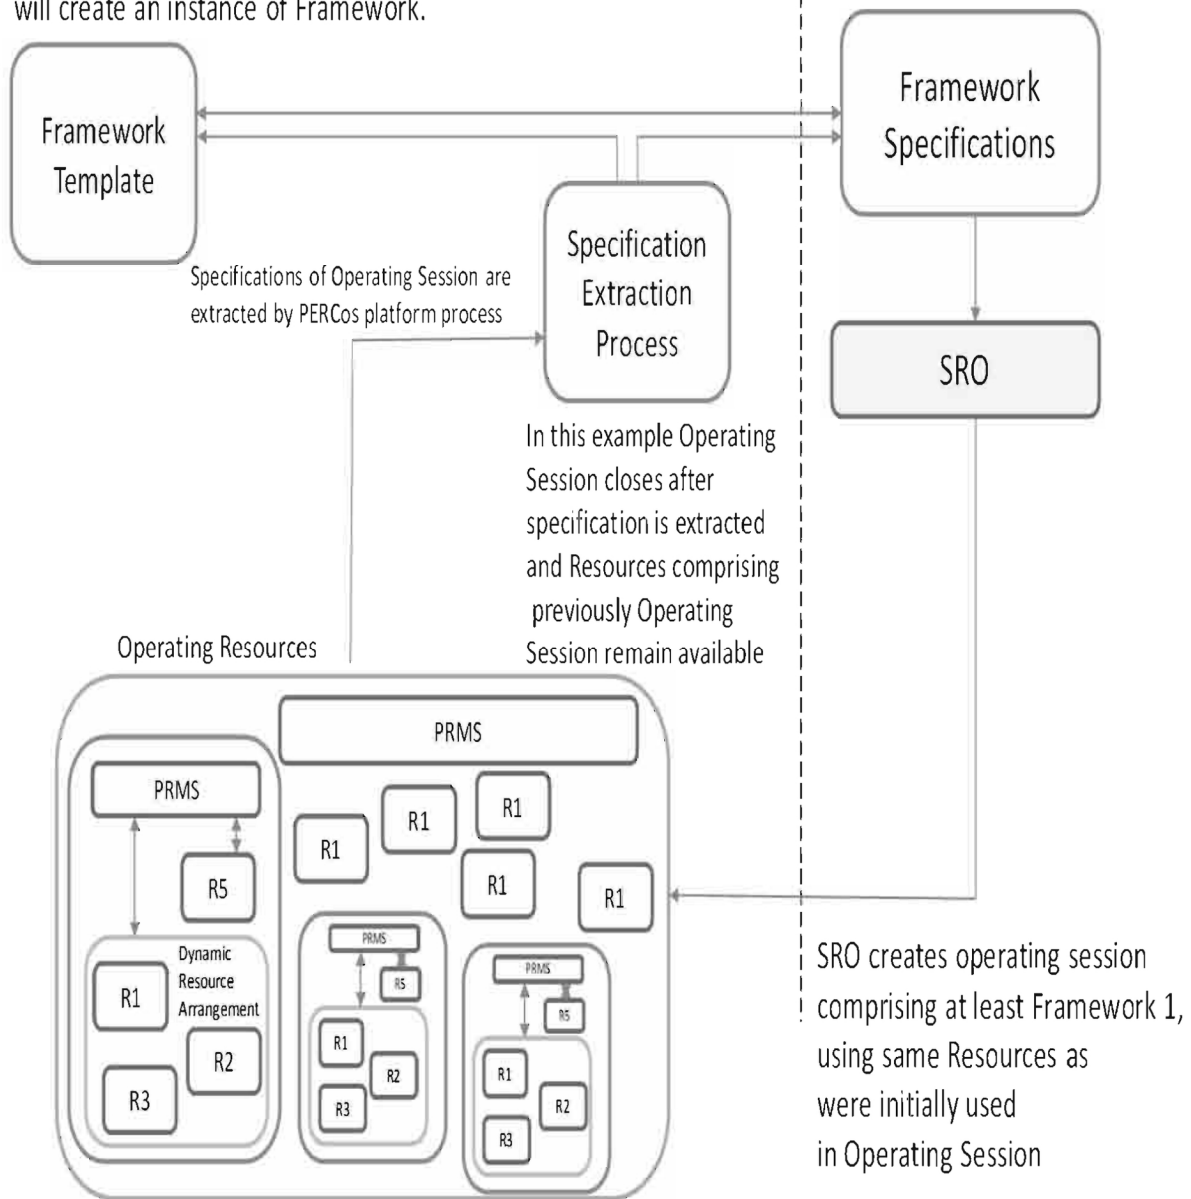 will create an instance of Framework.
Framework
Template
Framework
Specifications
Specification
Extraction
Process
Specifications of Operating Session are
extracted by PERCos platform process
SRO
In this example Operating
Session closes after
specification is extracted
and Resources comprising
previously Operating
Session remain available
Operating Resources
PRMS
PRMS
R5
R1
R1
R1
R1
R1
Dynamic
Resource
Arrangement
R1
R2
R3
PRMS
R5
R1
R2
R3
PRMS
R5
R1
R2
R3
SRO creates operating session
comprising at least Framework 1,
using same Resources as
were initially used
in Operating Session